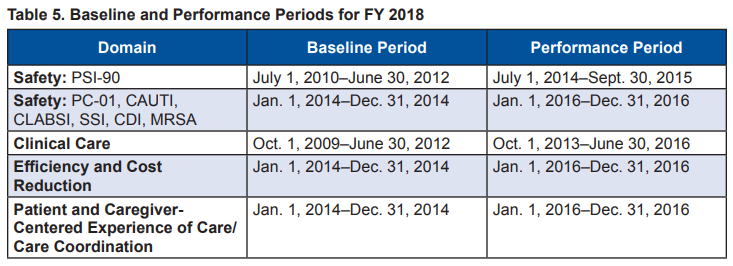 Table 5. Baseline and Performance Periods for FY 2018
Domain Baseline Period Performance Period
Safety: PSI-90 July 1, 2010–June 30, 2012 July 1, 2014–Sept. 30, 2015
Safety: PC-01, CAUTI, Jan. 1, 2014–Dec. 31, 2014 Jan. 1, 2016–Dec. 31, 2016
CLABSI, SSI, CDI, MRSA
Clinical Care Oct. 1, 2009–June 30, 2012 Oct. 1, 2013–June 30, 2016
Efficiency and Cost Jan. 1, 2014–Dec. 31, 2014 Jan. 1, 2016–Dec. 31, 2016
Reduction
Patient and Caregiver- Jan. 1, 2014–Dec. 31, 2014 Jan. 1, 2016–Dec. 31, 2016
Centered Experience of Care/
Care Coordination